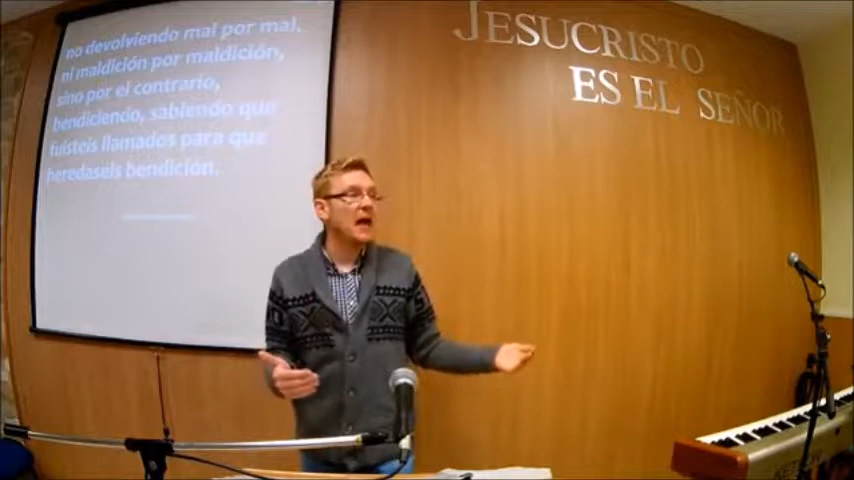 no devolviendo mal por mal,
ni maldición por maldición,
sino por el contrario,
bendiciendo, sabiendo que
fuisteis llamados para que
heredaseis bendición.
JESUCRISTO
ES EL SEÑOR